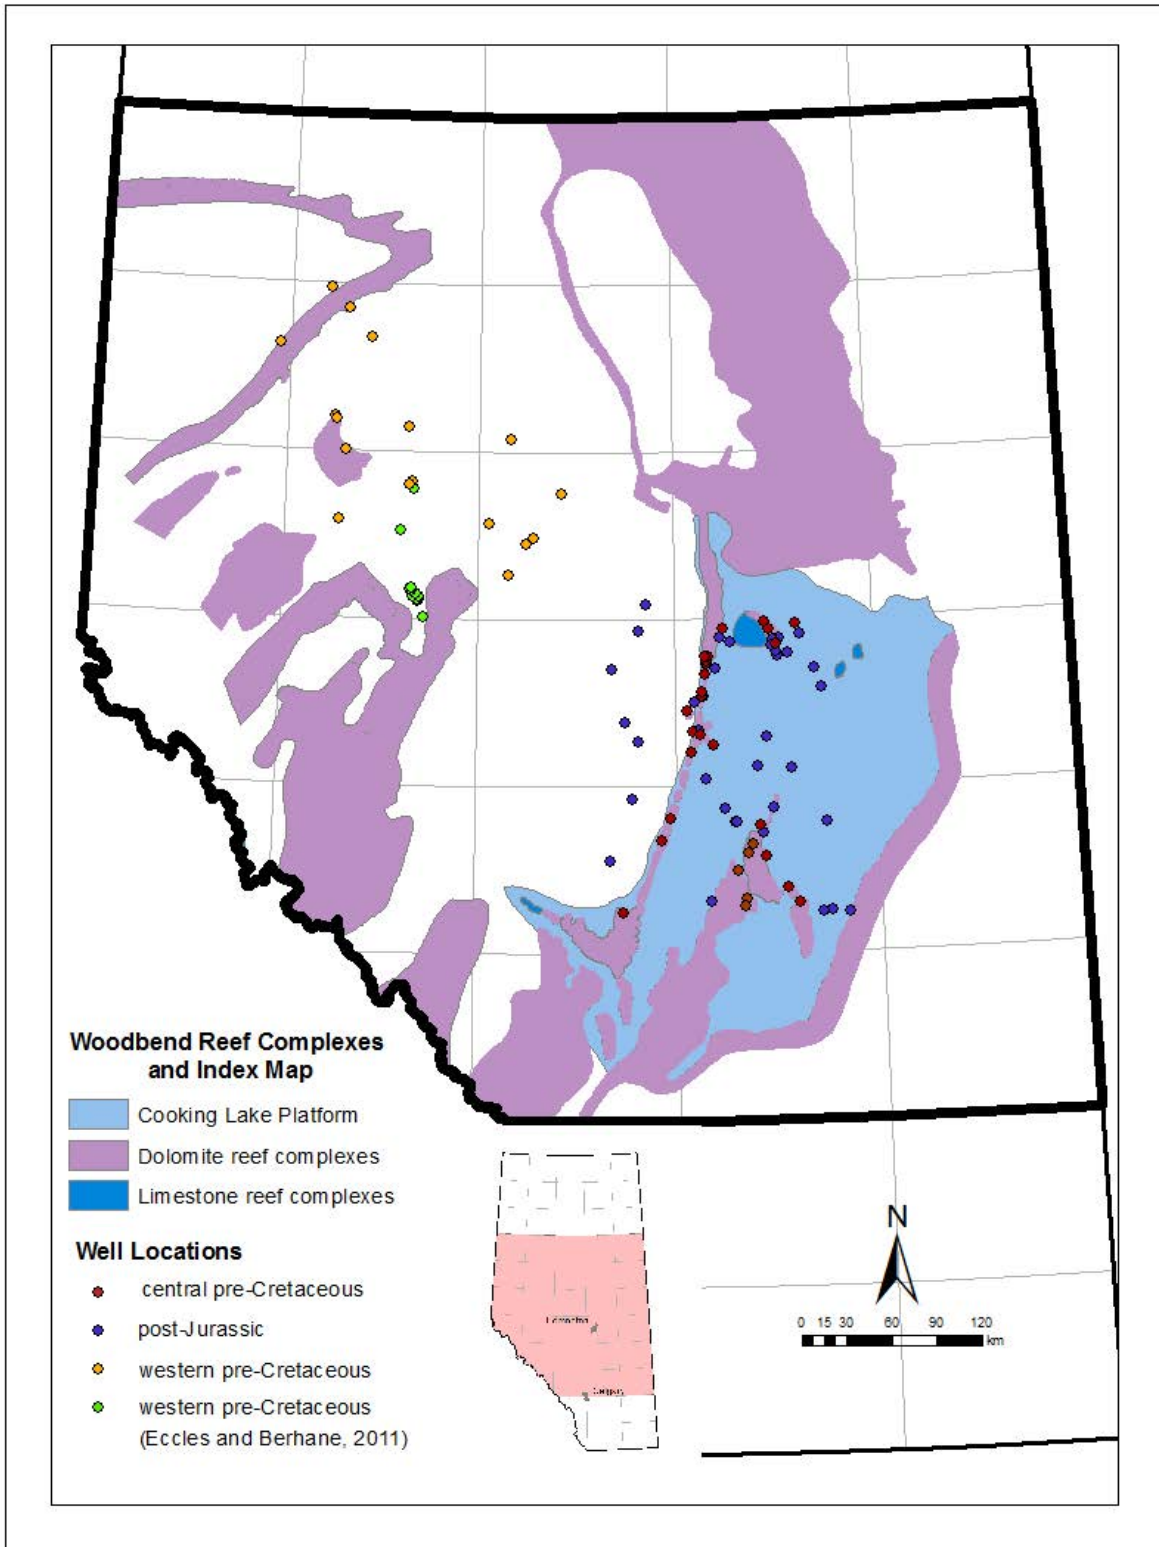 Woodbend Reef Complexes
and Index Map
Cooking Lake Platform
Dolomite reef complexes
Limestone reef complexes
Well Locations
central pre-Cretaceous
post-Jurassic
western pre-Cretaceous
western pre-Cretaceous
(Eccles and Berhane, 2011)
N
0 15 30 60 90 120
km